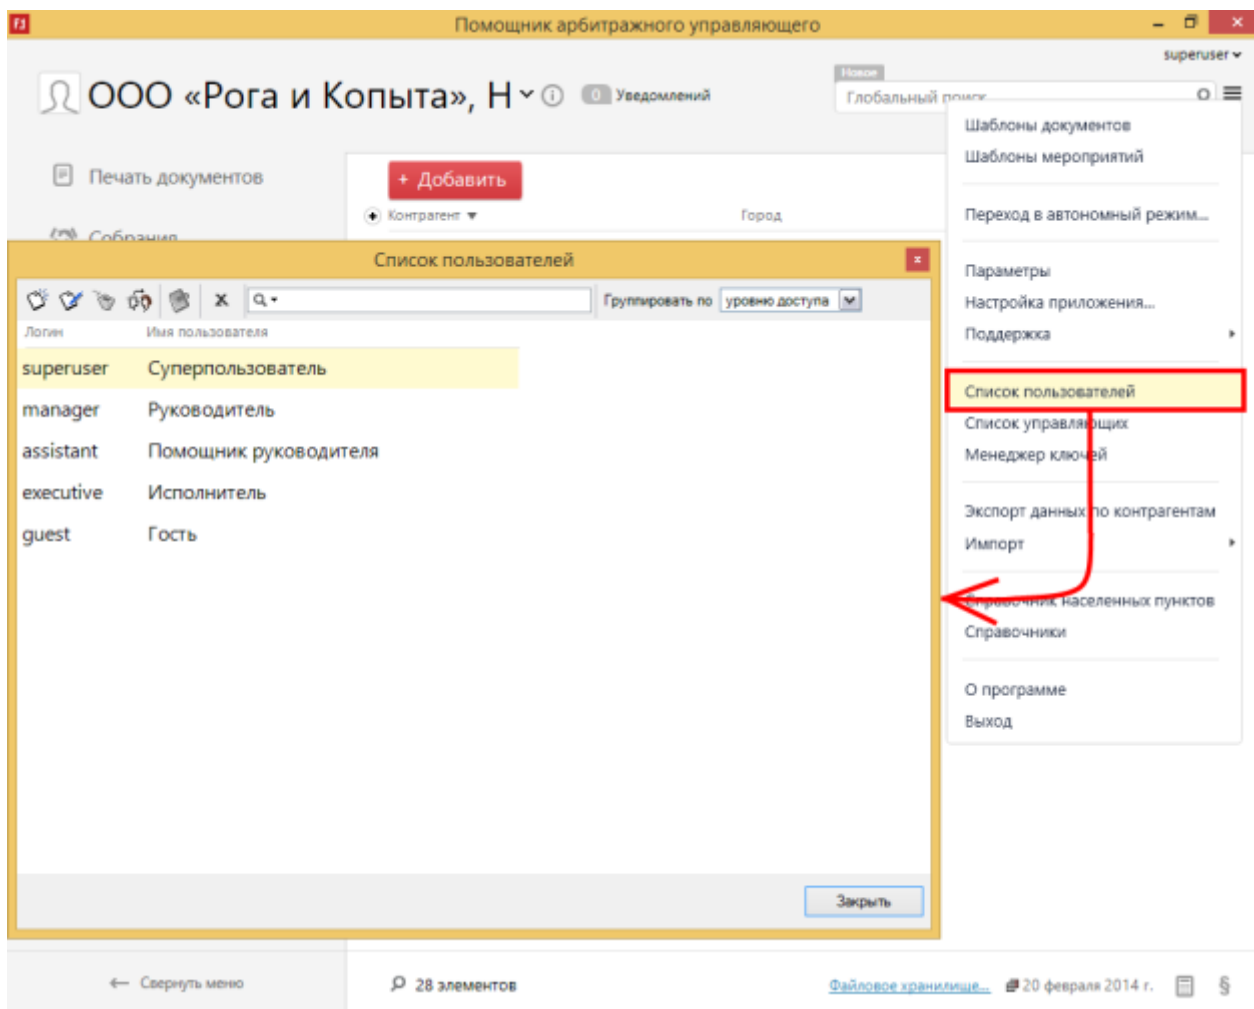 Помощник арбитражного управляющего
superuser
ООО «Рога и Копыта», Н
0 Уведомлений
Новое
Глобальный поиск
Печать документов
+ Добавить
Контрагент
Город
Собрания
Список пользователей
Группировать по уровню доступа
Логин Имя пользователя
superuser Суперпользователь
manager Руководитель
assistant Помощник руководителя
executive Исполнитель
guest Гость
Закрыть
Шаблоны документов
Шаблоны мероприятий
Переход в автономный режим...
Параметры
Настройка приложения...
Поддержка
Список пользователей
Список управляющих
Менеджер ключей
Экспорт данных по контрагентам
Импорт
Справочник населенных пунктов
Справочники
О программе
Выход
← Свернуть меню
28 элементов
Файловое хранилище...
20 февраля 2014 г.
§